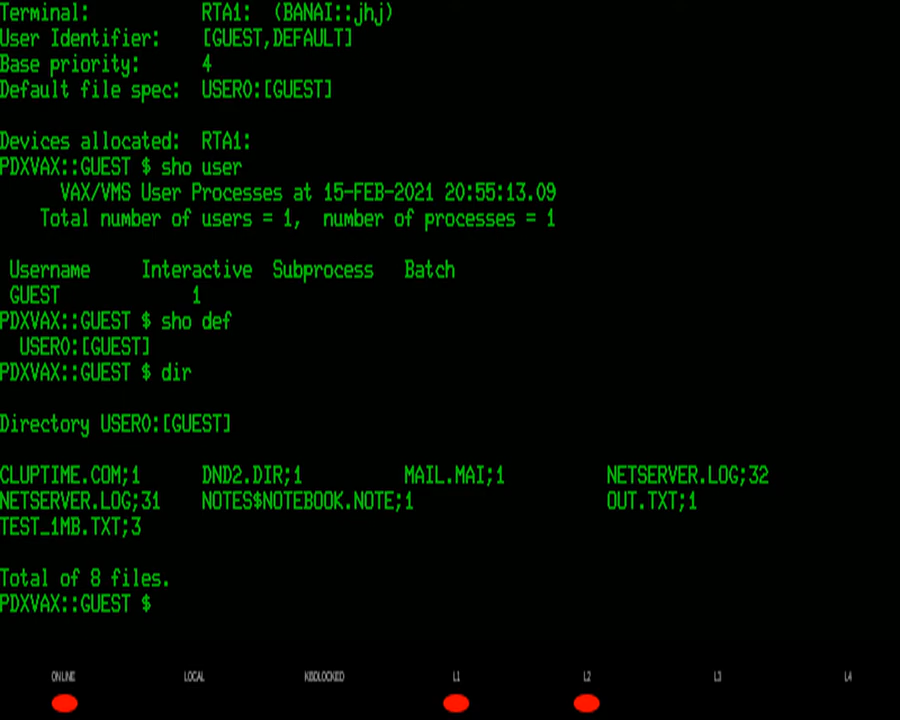 Terminal:           RTA1:  (BANAI::jhj)
User Identifier:    [GUEST,DEFAULT]
Base priority:      4
Default file spec:  USER0:[GUEST]
Devices allocated:  RTA1:
PDXVAX::GUEST $ sho user
      VAX/VMS User Processes at 15-FEB-2021 20:55:13.09
    Total number of users = 1,  number of processes = 1
 Username     Interactive  Subprocess   Batch
 GUEST             1
PDXVAX::GUEST $ sho def
  USER0:[GUEST]
PDXVAX::GUEST $ dir
Directory USER0:[GUEST]
CLUPTIME.COM;1      DND2.DIR;1          MAIL.MAI;1          NETSERVER.LOG;32
NETSERVER.LOG;31    NOTES$NOTEBOOK.NOTE;1                   OUT.TXT;1
TEST_1MB.TXT;3
Total of 8 files.
PDXVAX::GUEST $
ONLINE LOCAL KBDLOCKED L1 L2 L3 L4